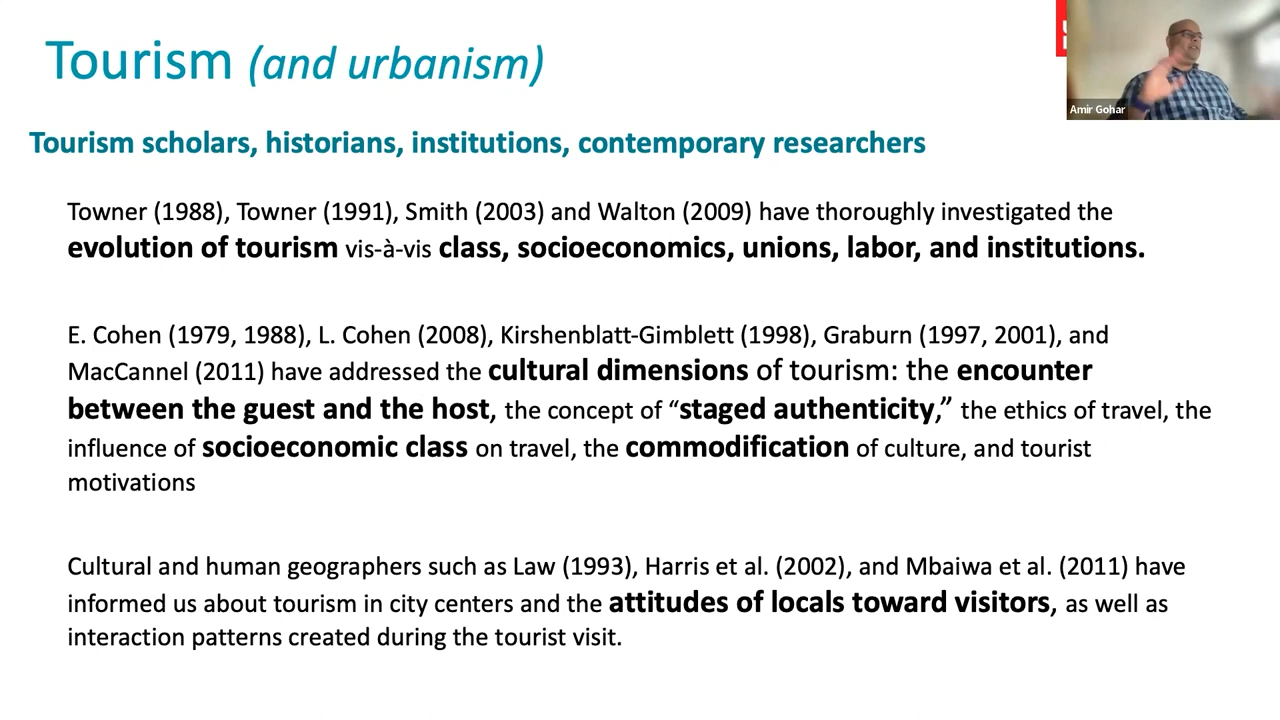 Tourism (and urbanism)
Amir Gohar
Tourism scholars, historians, institutions, contemporary researchers
Towner (1988), Towner (1991), Smith (2003) and Walton (2009) have thoroughly investigated the
evolution of tourism vis-à-vis class, socioeconomics, unions, labor, and institutions.
E. Cohen (1979, 1988), L. Cohen (2008), Kirshenblatt-Gimblett (1998), Graburn (1997, 2001), and
MacCannel (2011) have addressed the cultural dimensions of tourism: the encounter
between the guest and the host, the concept of “staged authenticity,” the ethics of travel, the
influence of socioeconomic class on travel, the commodification of culture, and tourist
motivations
Cultural and human geographers such as Law (1993), Harris et al. (2002), and Mbaiwa et al. (2011) have
informed us about tourism in city centers and the attitudes of locals toward visitors, as well as
interaction patterns created during the tourist visit.